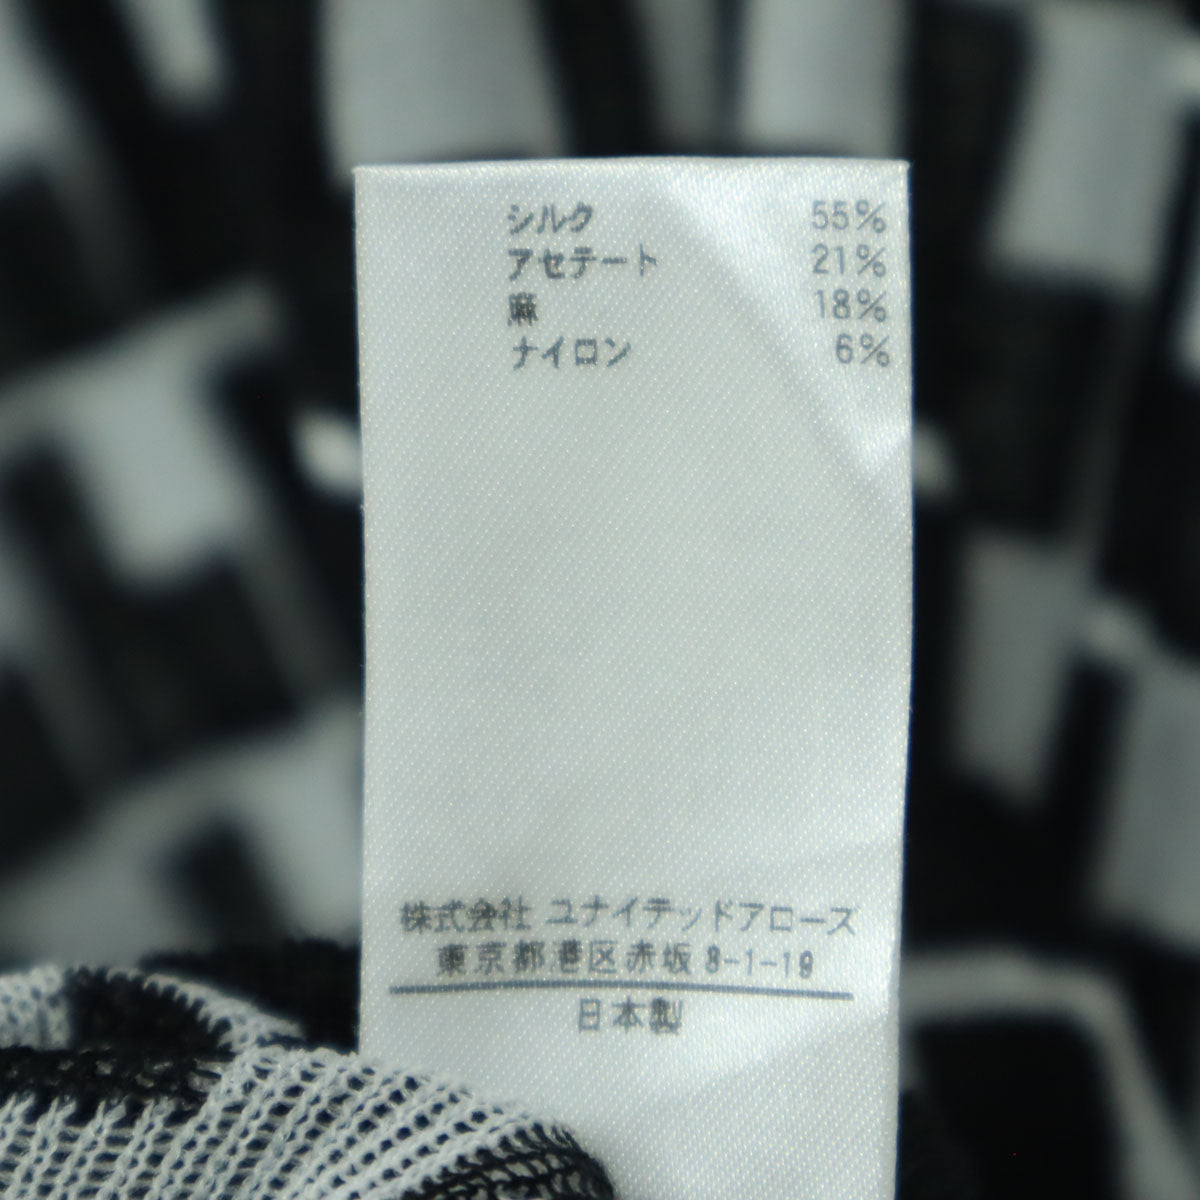 シルク 55%
アセテート 21%
麻 18%
ナイロン 6%
株式会社 ユナイテッドアローズ
東京都港区赤坂8-1-19
日本製